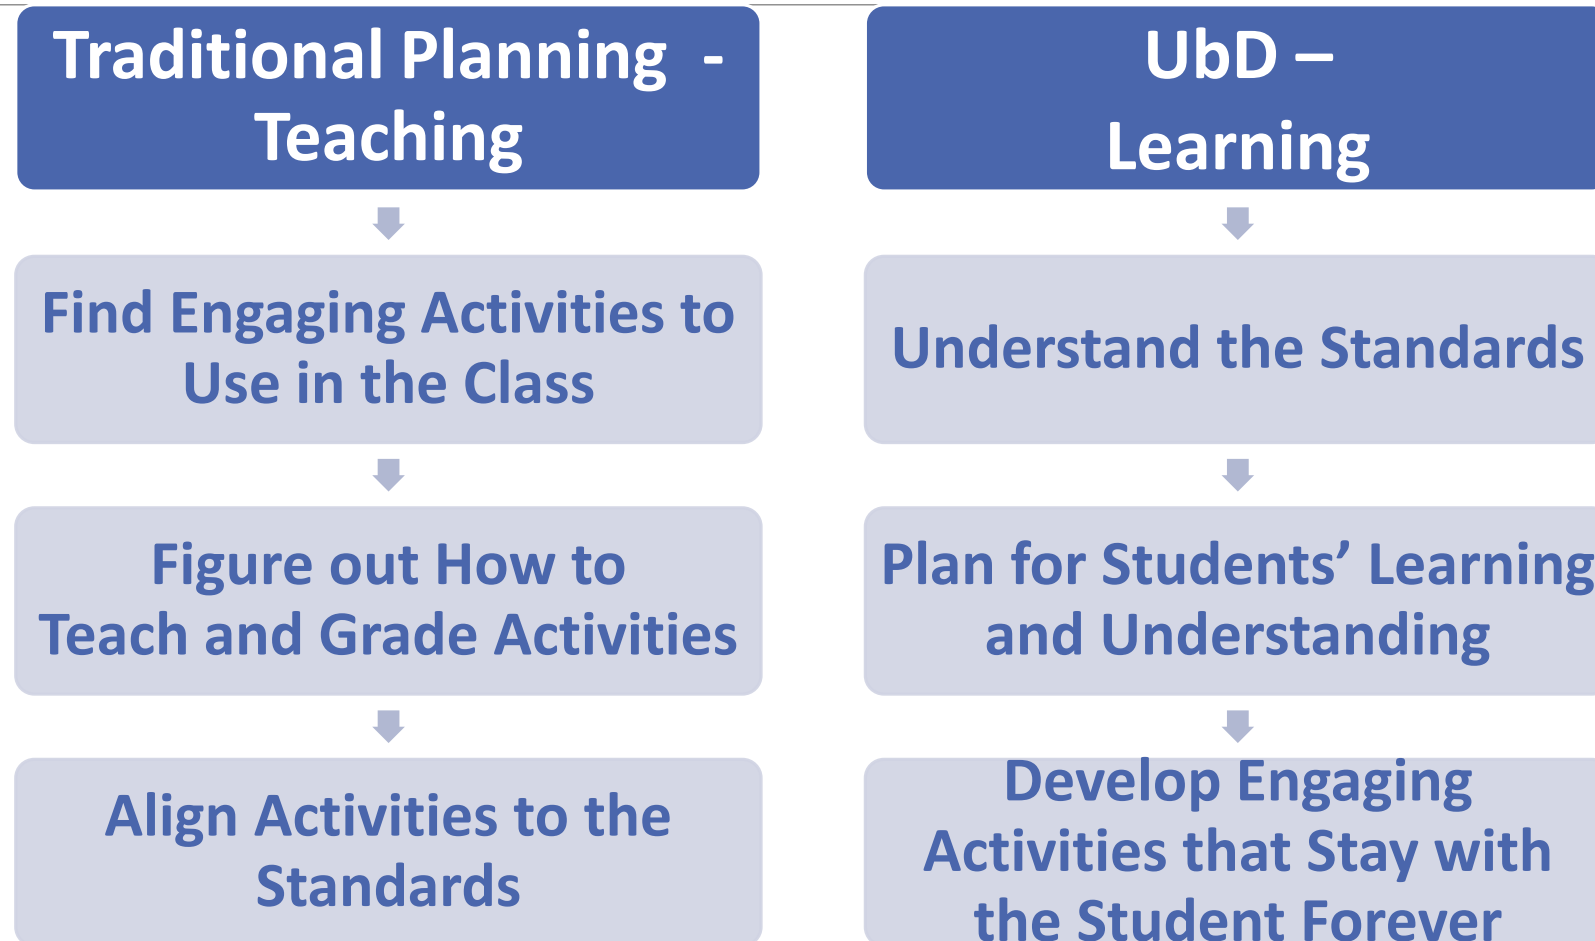 Traditional Planning -
Teaching
Find Engaging Activities to
Use in the Class
Figure out How to
Teach and Grade Activities
Align Activities to the
Standards
UbD –
Learning
Understand the Standards
Plan for Students’ Learning
and Understanding
Develop Engaging
Activities that Stay with
the Student Forever